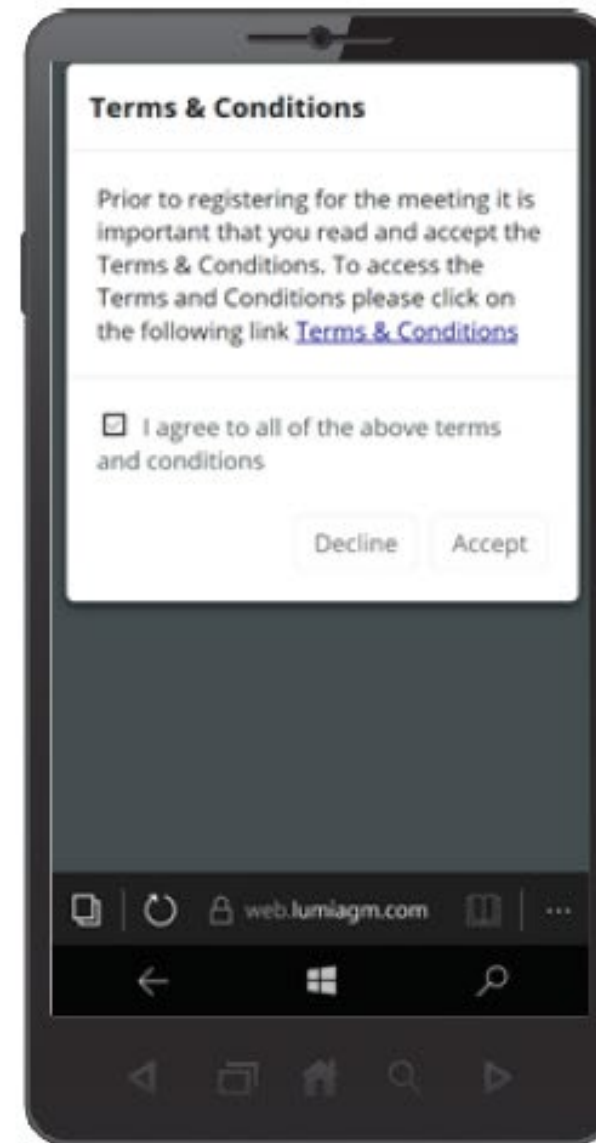 Terms & Conditions
Prior to registering for the meeting it is
important that you read and accept the
Terms & Conditions. To access the
Terms and Conditions please click on
the following link Terms & Conditions
I agree to all of the above terms
and conditions
Decline Accept
web.lumiagm.com